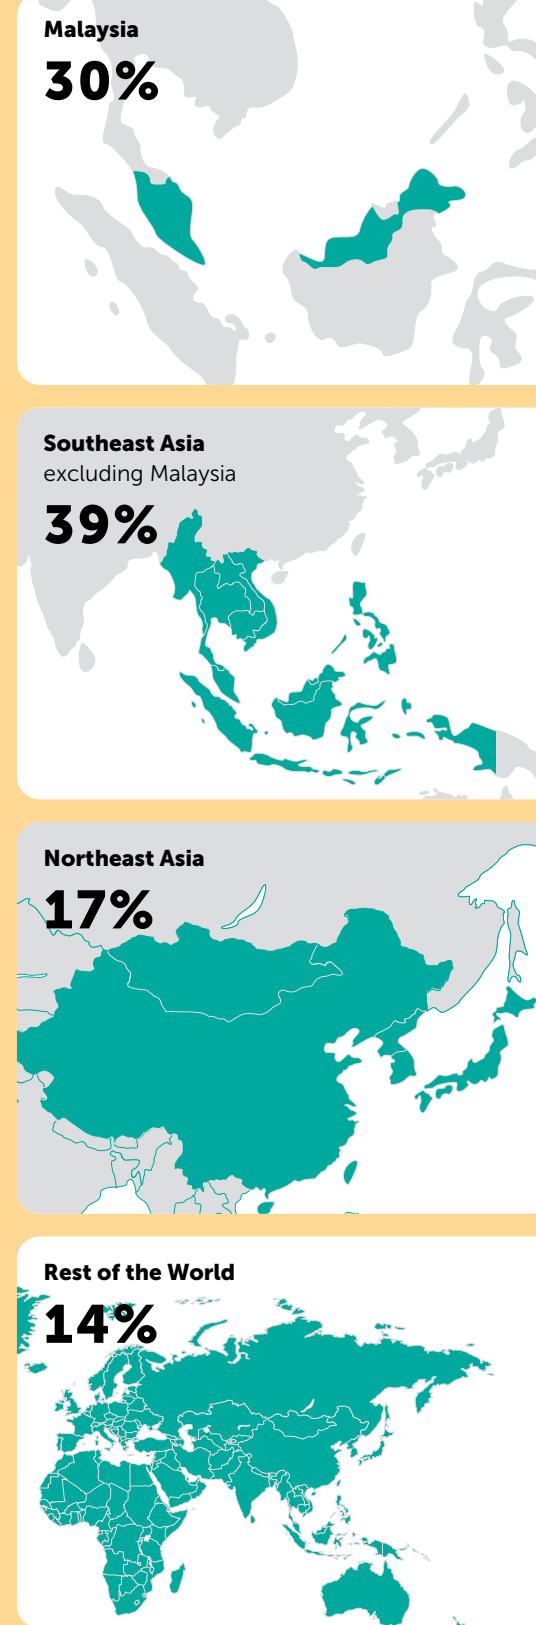 Malaysia
30%
Southeast Asia
excluding Malaysia
39%
Northeast Asia
17%
Rest of the World
14%